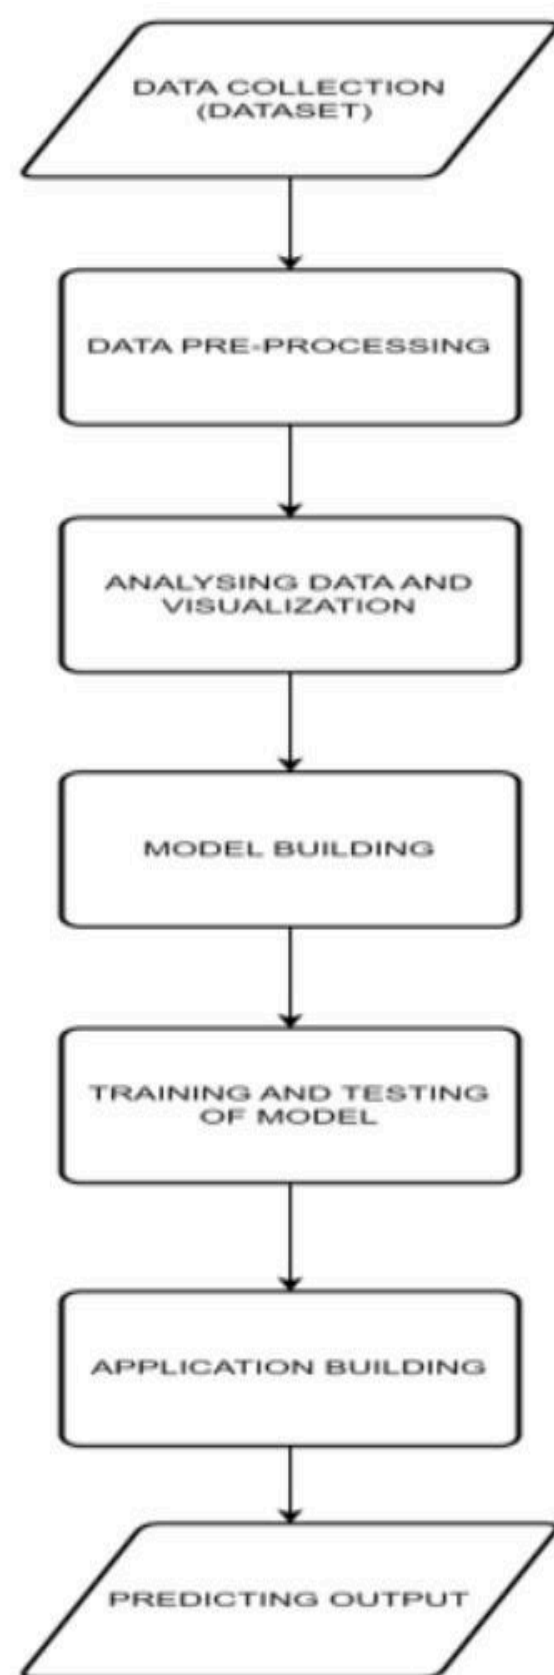 DATA COLLECTION
(DATASET)
DATA PRE-PROCESSING
ANALYSING DATA AND
VISUALIZATION
MODEL BUILDING
TRAINING AND TESTING
OF MODEL
APPLICATION BUILDING
PREDICTING OUTPUT